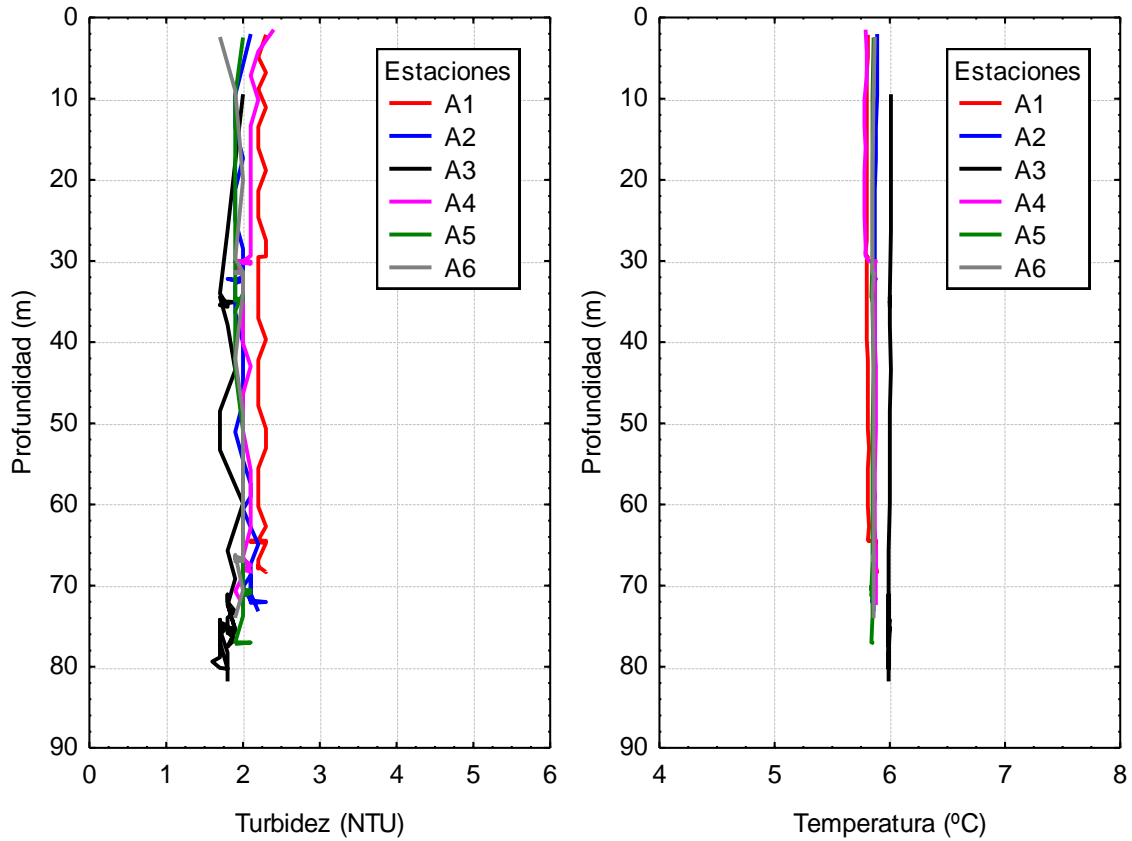 0
10
20
30
40
50
60
70
80
90
Profundidad (m)
Estaciones
A1
A2
A3
A4
A5
A6
0 1 2 3 4 5 6
Turbidez (NTU)
0
10
20
30
40
50
60
70
80
90
Profundidad (m)
Estaciones
A1
A2
A3
A4
A5
A6
4 5 6 7 8
Temperatura (ºC)